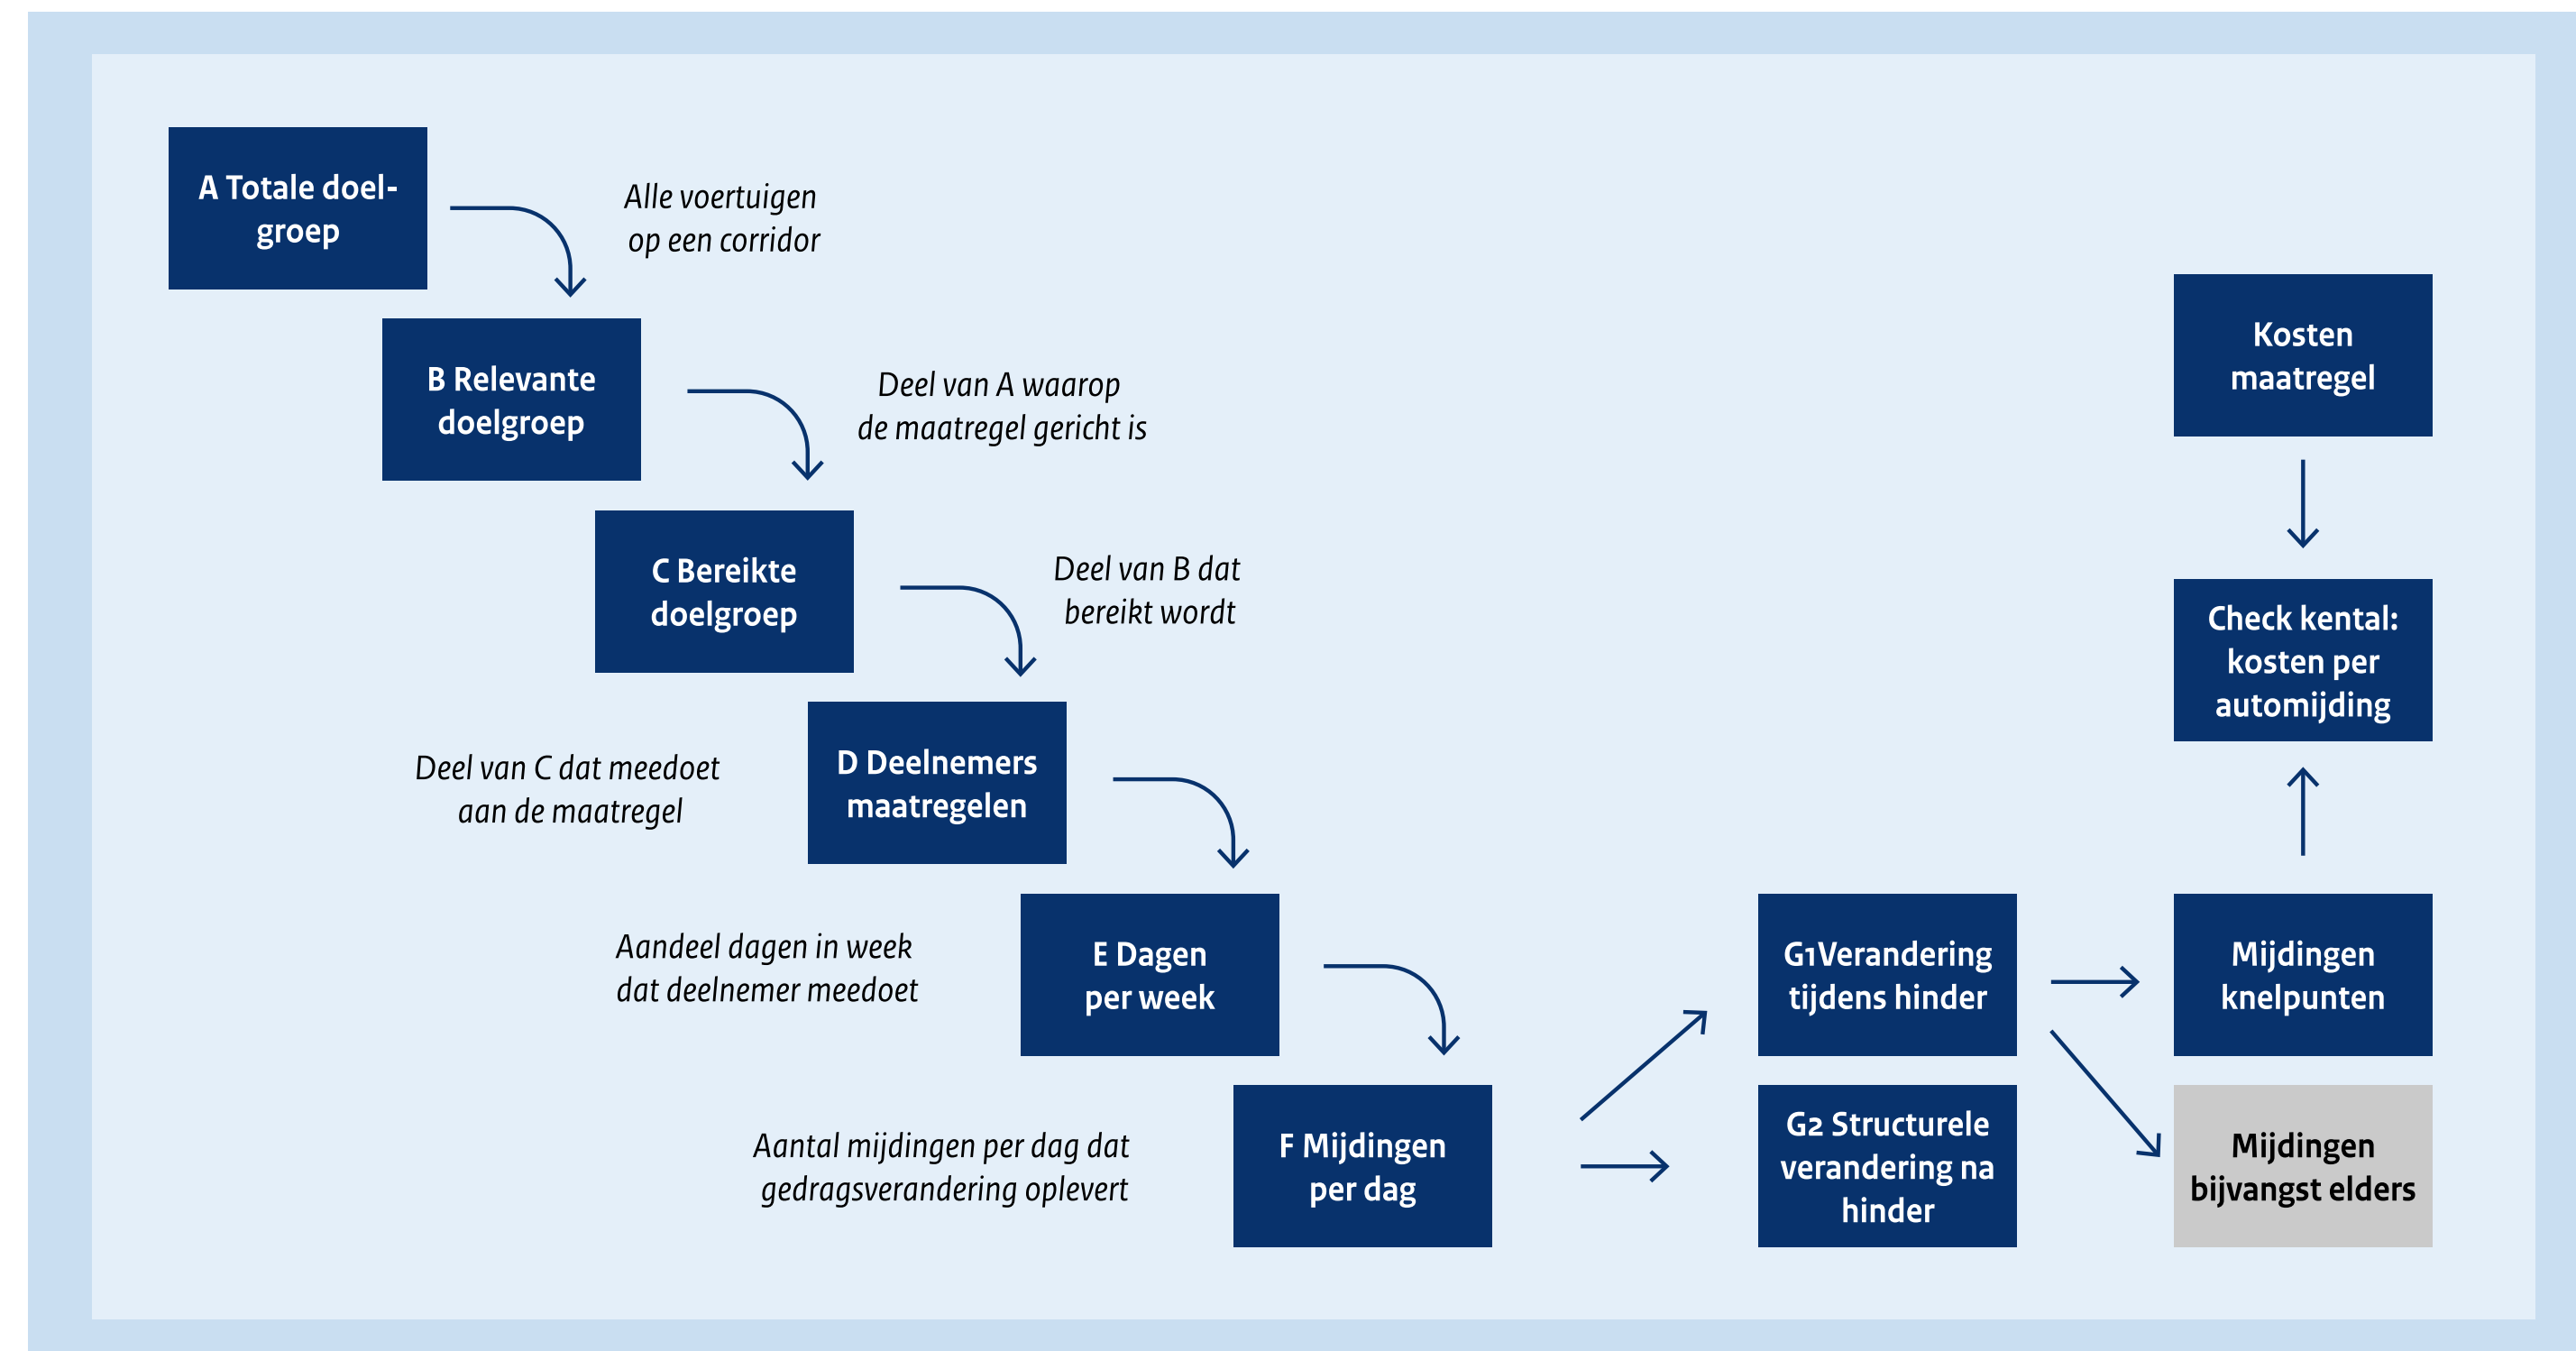 A Totale doel-
groep
Alle voertuigen
op een corridor
B Relevante
doelgroep
Deel van A waarop
de maatregel gericht is
C Bereikte
doelgroep
Deel van B dat
bereikt wordt
D Deelnemers
maatregelen
Deel van C dat meedoet
aan de maatregel
E Dagen
per week
Aandeel dagen in week
dat deelnemer meedoet
F Mijdingen
per dag
Aantal mijdingen per dag dat
gedragsverandering oplevert
G1Verandering
tijdens hinder
G2 Structurele
verandering na
hinder
Kosten
maatregel
Check kental:
kosten per
automijding
Mijdingen
knelpunten
Mijdingen
bijvangst elders